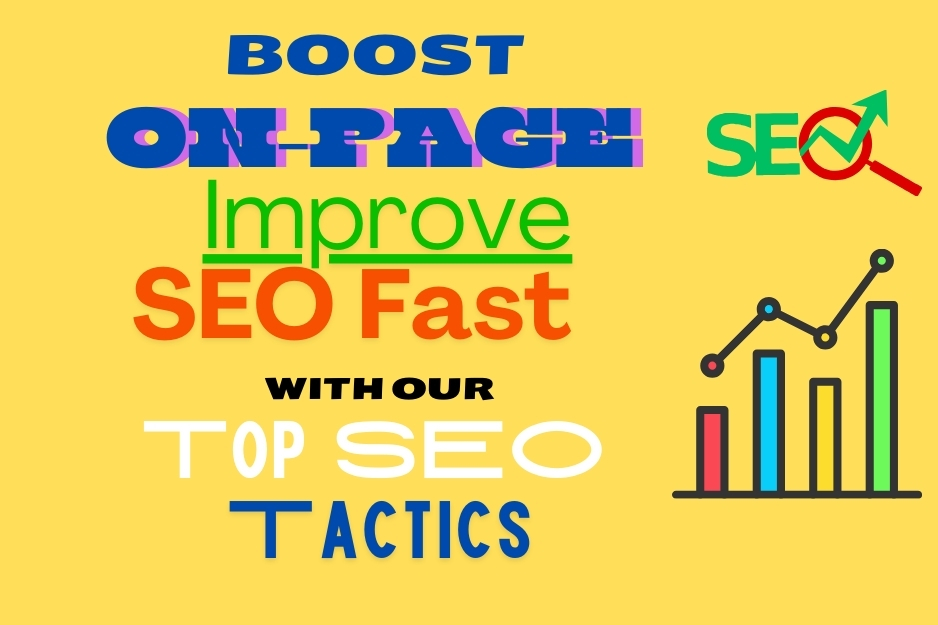 BOOST
ON-PAGE
Improve
SEO Fast
WITH OUR
TOP SEO
TACTICS
SEO